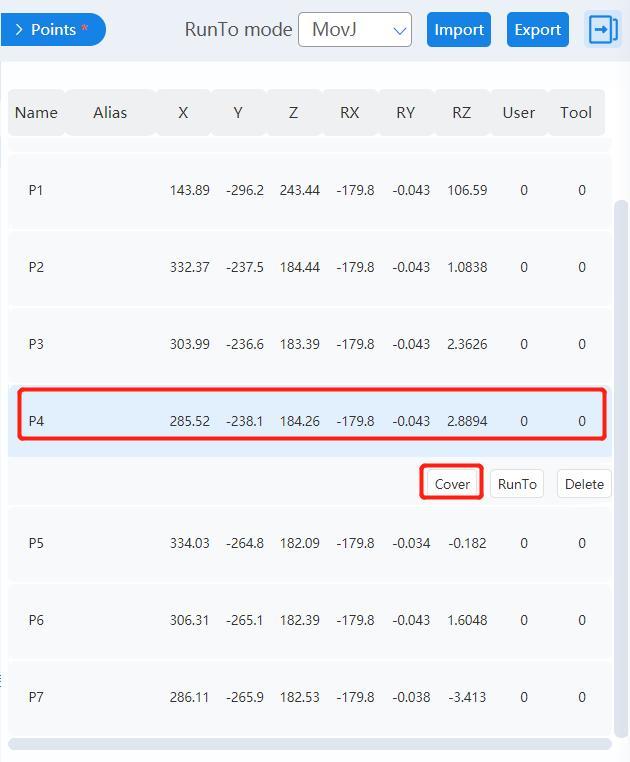 > Points * RunTo mode MovJ Import Export
Name Alias X Y Z RX RY RZ User Tool
P1 143.89 -296.2 243.44 -179.8 -0.043 106.59 0 0
P2 332.37 -237.5 184.44 -179.8 -0.043 1.0838 0 0
P3 303.99 -236.6 183.39 -179.8 -0.043 2.3626 0 0
P4 285.52 -238.1 184.26 -179.8 -0.043 2.8894 0 0
Cover RunTo Delete
P5 334.03 -264.8 182.09 -179.8 -0.034 -0.182 0 0
P6 306.31 -265.1 182.39 -179.8 -0.043 1.6048 0 0
P7 286.11 -265.9 182.53 -179.8 -0.038 -3.413 0 0